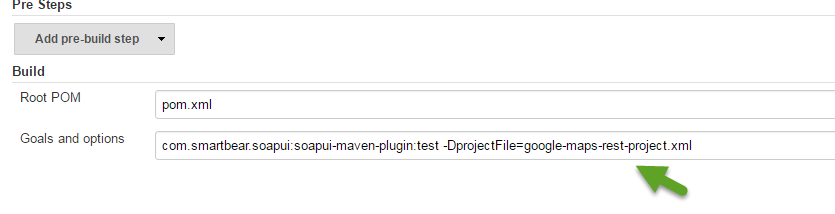 Pre Steps
Add pre-build step
Build
Root POM
pom.xml
Goals and options
com.smartbear.soapui:soapui-maven-plugin:test -DprojectFile=google-maps-rest-project.xml